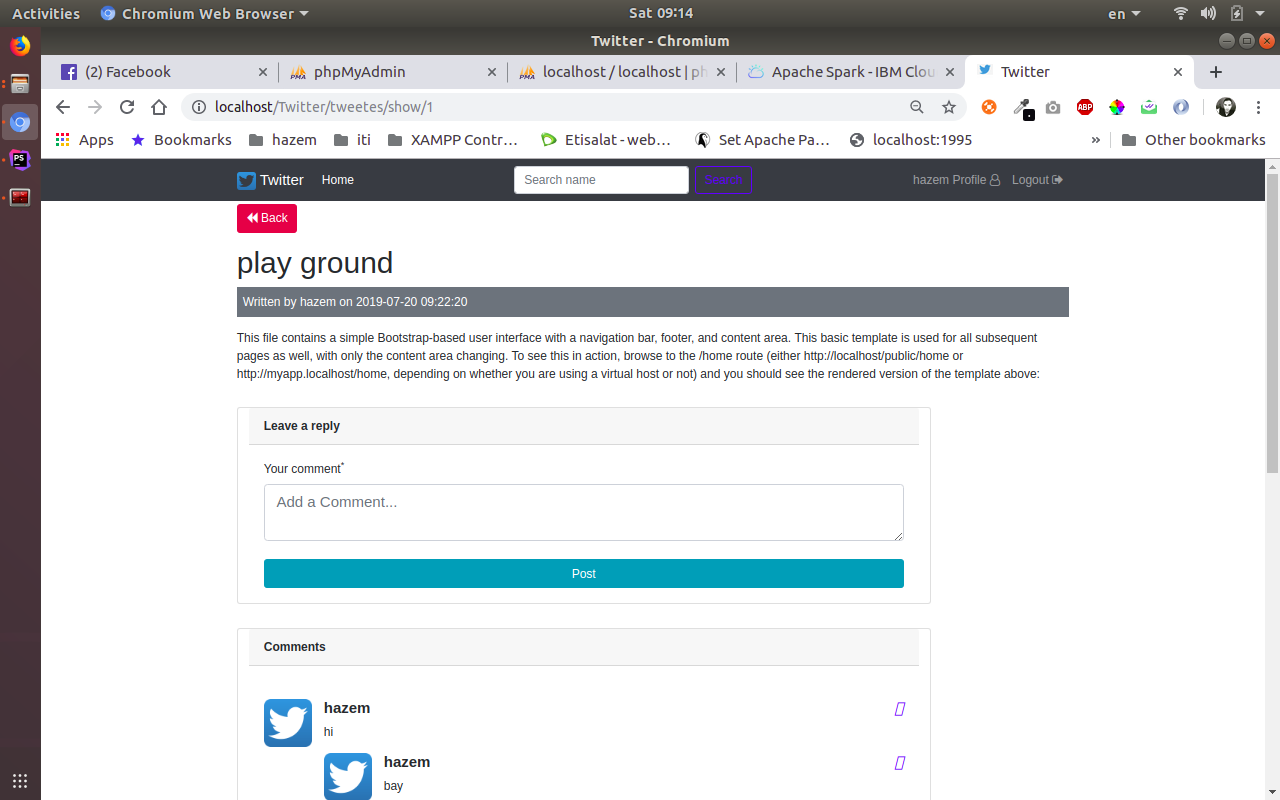 Activities Chromium Web Browser Sat 09:14 en
Twitter - Chromium
(2) Facebook phpMyAdmin localhost / localhost | ph Apache Spark - IBM Clou Twitter
localhost/Twitter/tweetes/show/1 ABP
Apps Bookmarks hazem iti XAMPP Contr… Etisalat - web… Set Apache Pa… localhost:1995 » Other bookmarks
Twitter Home Search name Search hazem Profile Logout
Back
play ground
Written by hazem on 2019-07-20 09:22:20
This file contains a simple Bootstrap-based user interface with a navigation bar, footer, and content area. This basic template is used for all subsequent
pages as well, with only the content area changing. To see this in action, browse to the /home route (either http://localhost/public/home or
http://myapp.localhost/home, depending on whether you are using a virtual host or not) and you should see the rendered version of the template above:
Leave a reply
Your comment*
Add a Comment...
Post
Comments
hazem
hi
hazem
bay